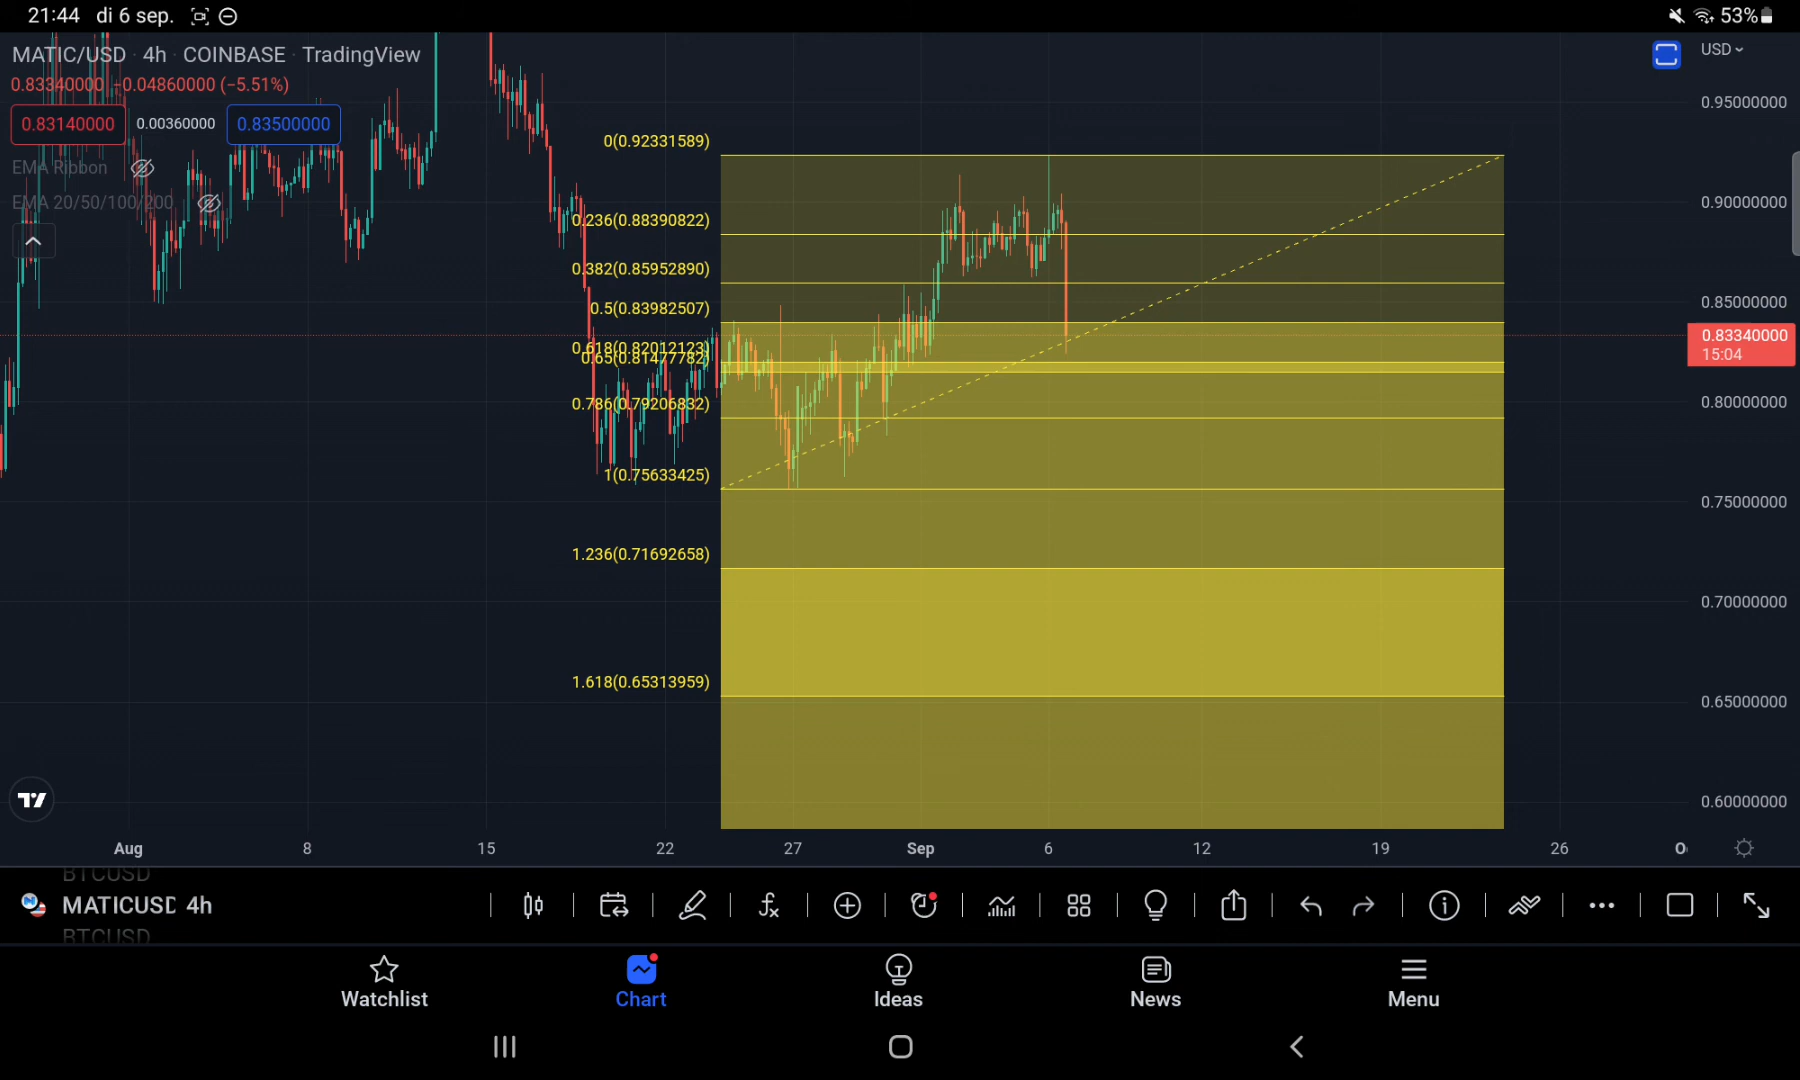 21:44 di 6 sep.
53%
MATIC/USD · 4h · COINBASE · TradingView
0.83340000 −0.04860000 (−5.51%)
0.83140000 0.00360000 0.83500000
EMA Ribbon
EMA 20/50/100/200
USD
0.95000000
0.90000000
0.85000000
0.83340000
15:04
0.80000000
0.75000000
0.70000000
0.65000000
0.60000000
0(0.92331589)
0.236(0.88390822)
0.382(0.85952890)
0.5(0.83982507)
0.618(0.82012123)
0.65(0.81477782)
0.786(0.79206832)
1(0.75633425)
1.236(0.71692658)
1.618(0.65313959)
Aug 8 15 22 27 Sep 6 12 19 26
BTCUSD
MATICUSD 4h
BTCUSD
Watchlist Chart Ideas News Menu